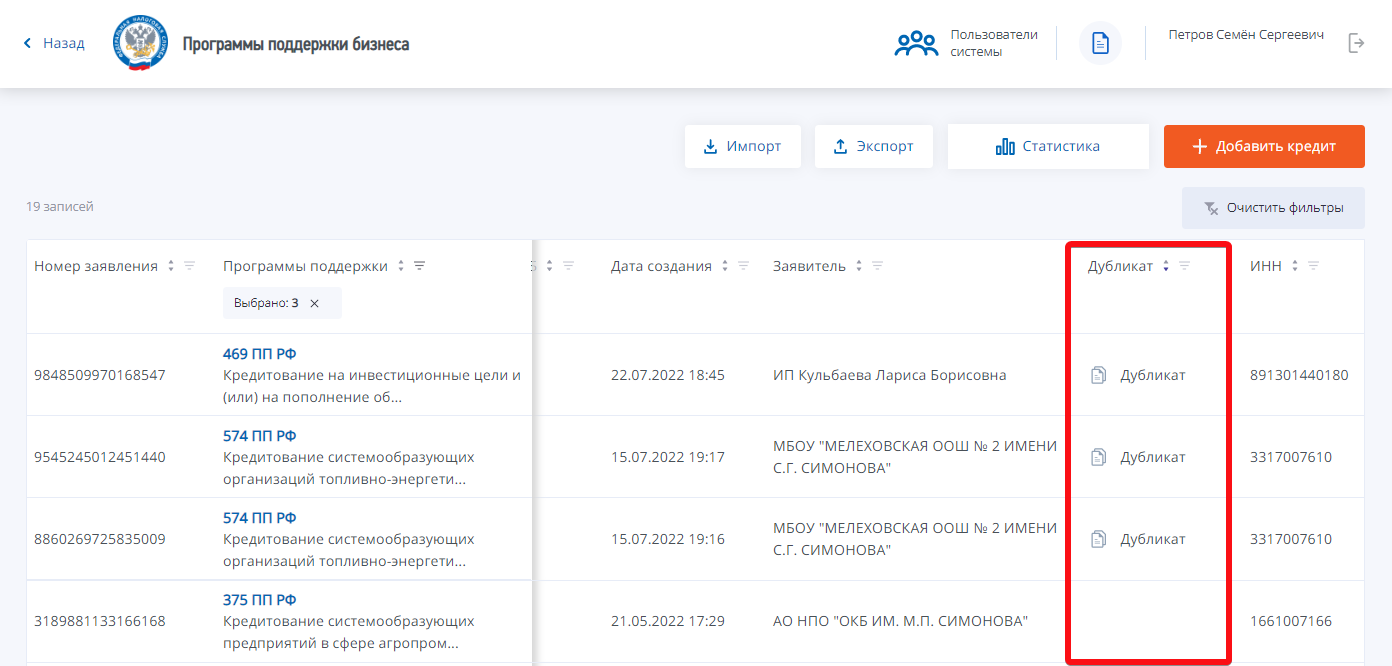 Назад
Программы поддержки бизнеса
Пользователи
системы
Петров Семён Сергеевич
Импорт
Экспорт
Статистика
Добавить кредит
19 записей
Очистить фильтры
Номер заявления
Программы поддержки
Дата создания
Заявитель
Дубликат
ИНН
Выбрано: 3
469 ПП РФ
9848509970168547
Кредитование на инвестиционные цели и
(или) на пополнение об...
22.07.2022 18:45
ИП Кульбаева Лариса Борисовна
Дубликат
891301440180
574 ПП РФ
9545245012451440
Кредитование системообразующих
организаций топливно-энергети...
15.07.2022 19:17
МБОУ "МЕЛЕХОВСКАЯ ООШ № 2 ИМЕНИ
С.Г. СИМОНОВА"
Дубликат
3317007610
574 ПП РФ
8860269725835009
Кредитование системообразующих
организаций топливно-энергети...
15.07.2022 19:16
МБОУ "МЕЛЕХОВСКАЯ ООШ № 2 ИМЕНИ
С.Г. СИМОНОВА"
Дубликат
3317007610
375 ПП РФ
3189881133166168
Кредитование системообразующих
предприятий в сфере агропром...
21.05.2022 17:29
АО НПО "ОКБ ИМ. М.П. СИМОНОВА"
1661007166